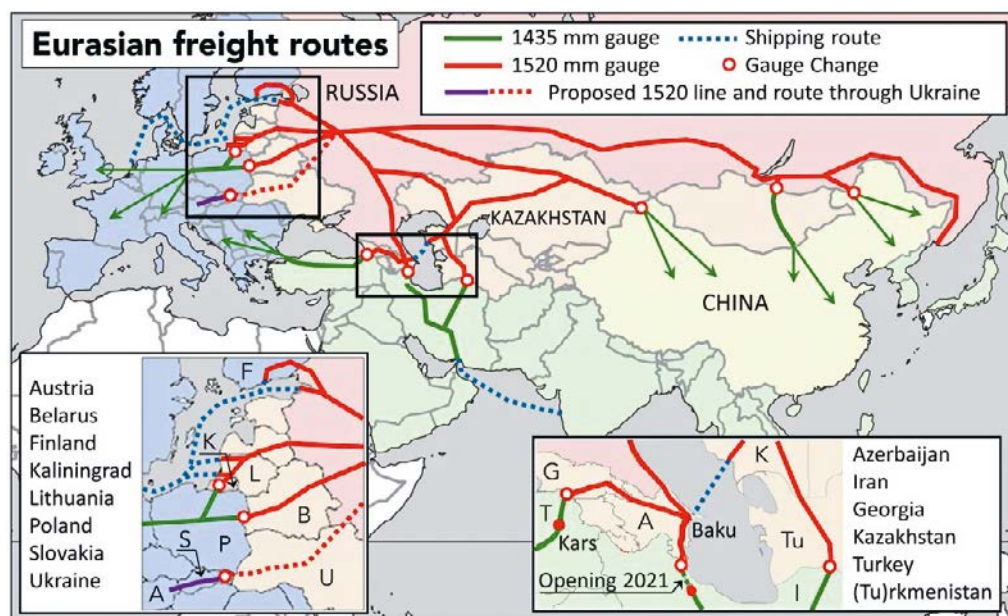 Eurasian freight routes
1435 mm gauge
Shipping route
1520 mm gauge
Gauge Change
Proposed 1520 line and route through Ukraine
RUSSIA
KAZAKHSTAN
CHINA
Austria
Belarus
Finland
Kaliningrad
Lithuania
Poland
Slovakia
Ukraine
F
K
L
B
S
P
A
U
K
G
T
A
Baku
Tu
Kars
Opening 2021
I
Azerbaijan
Iran
Georgia
Kazakhstan
Turkey
(Tu)rkmenistan